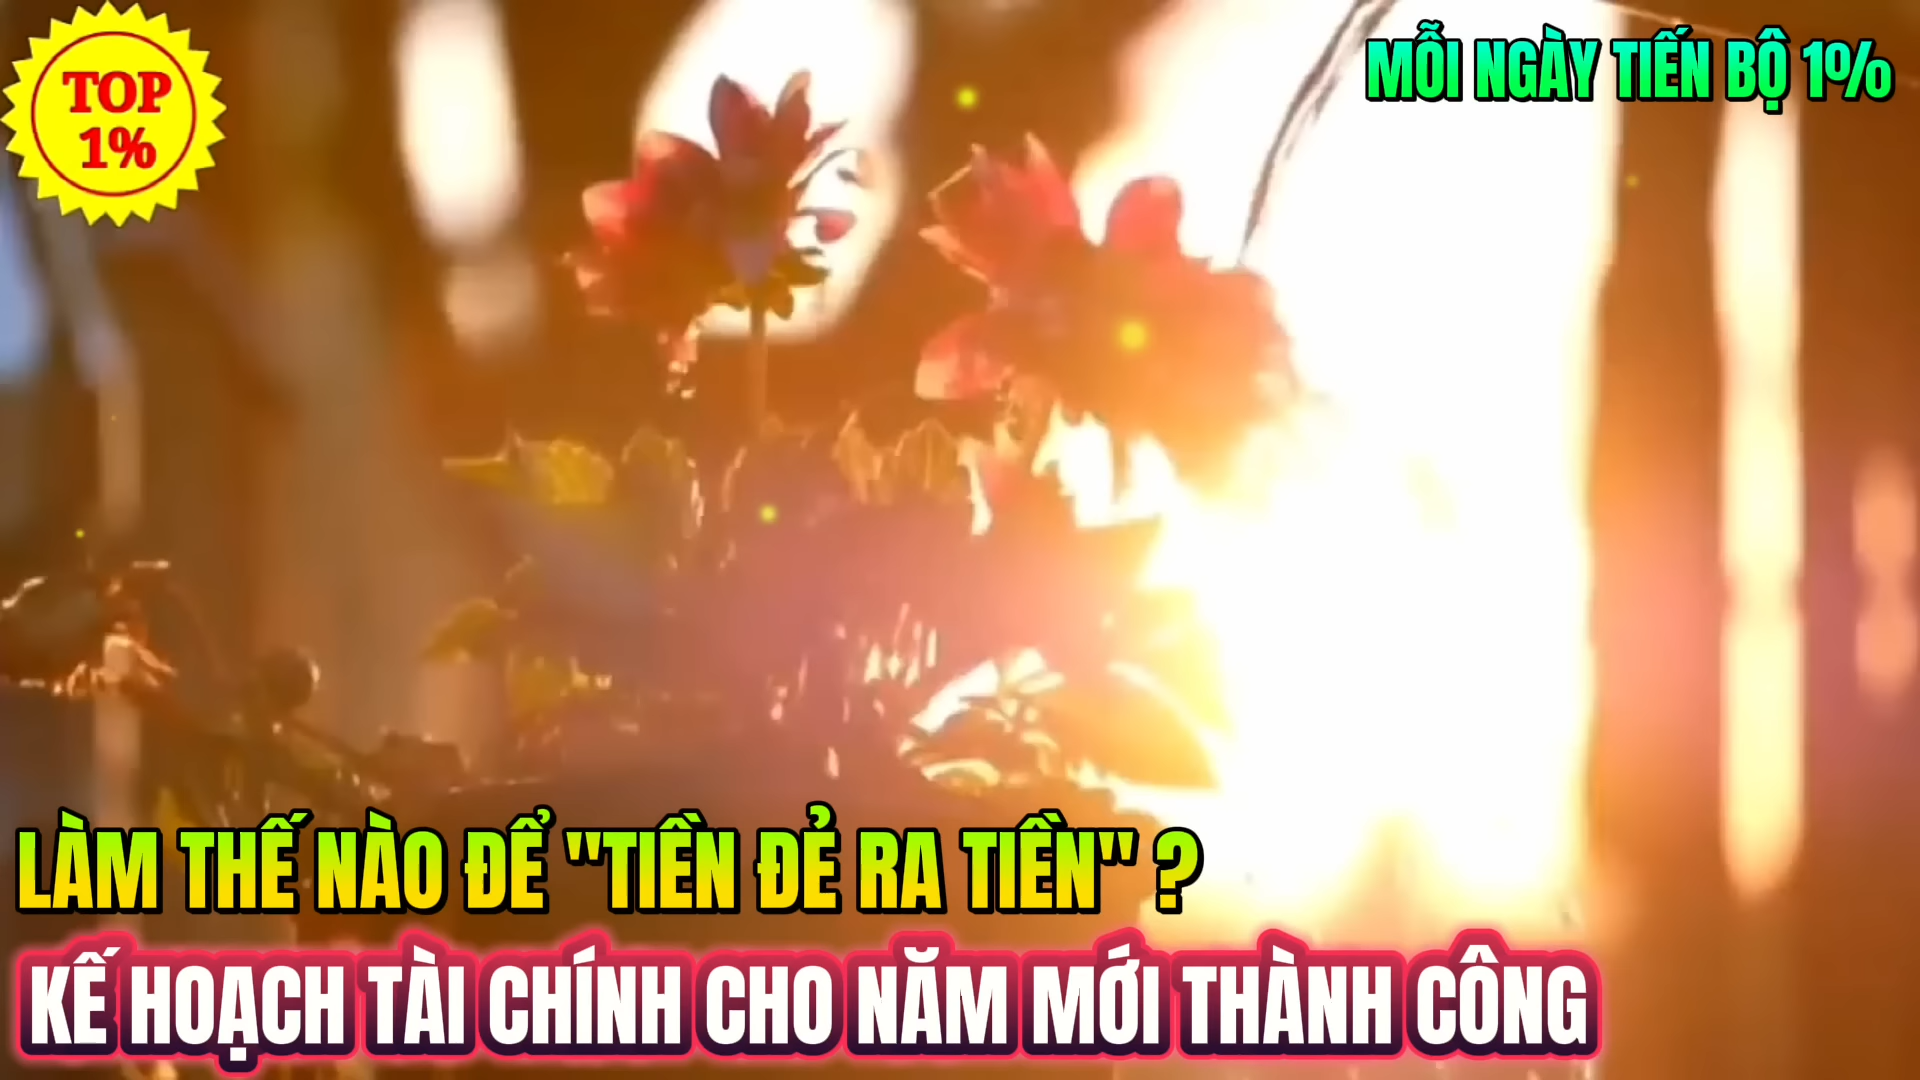 TOP
1%
MỖI NGÀY TIẾN BỘ 1%
LÀM THẾ NÀO ĐỂ "TIỀN ĐẺ RA TIỀN" ?
KẾ HOẠCH TÀI CHÍNH CHO NĂM MỚI THÀNH CÔNG